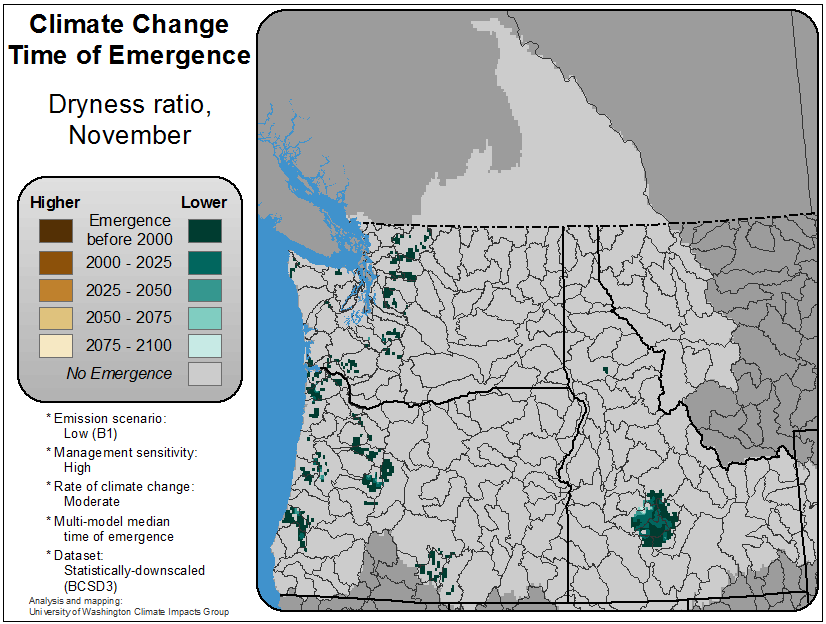 Climate Change
Time of Emergence
Dryness ratio,
November
Higher Lower
Emergence
before 2000
2000 - 2025
2025 - 2050
2050 - 2075
2075 - 2100
No Emergence
* Emission scenario:
Low (B1)
* Management sensitivity:
High
* Rate of climate change:
Moderate
* Multi-model median
time of emergence
* Dataset:
Statistically-downscaled
(BCSD3)
Analysis and mapping:
University of Washington Climate Impacts Group